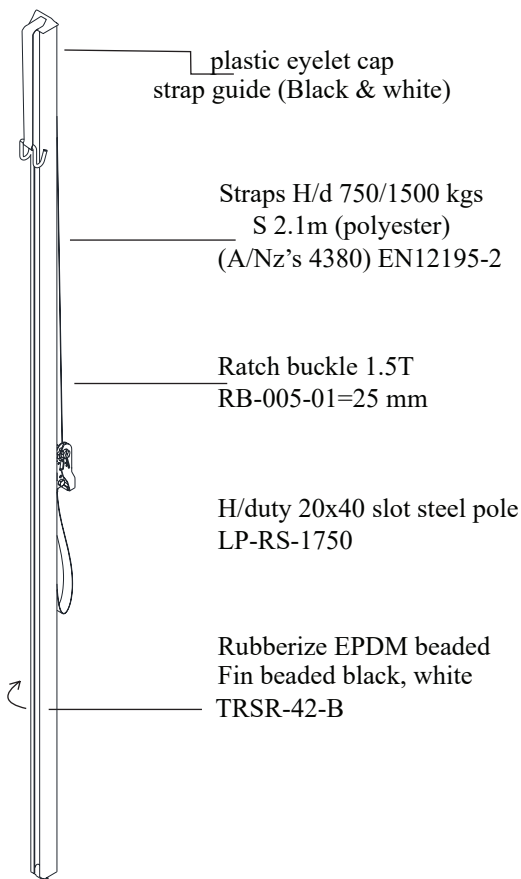 plastic eyelet cap
strap guide (Black & white)
Straps H/d 750/1500 kgs
S 2.1m (polyester)
(A/Nz's 4380) EN12195-2
Ratch buckle 1.5T
RB-005-01=25 mm
H/duty 20x40 slot steel pole
LP-RS-1750
Rubberize EPDM beaded
Fin beaded black, white
TRSR-42-B